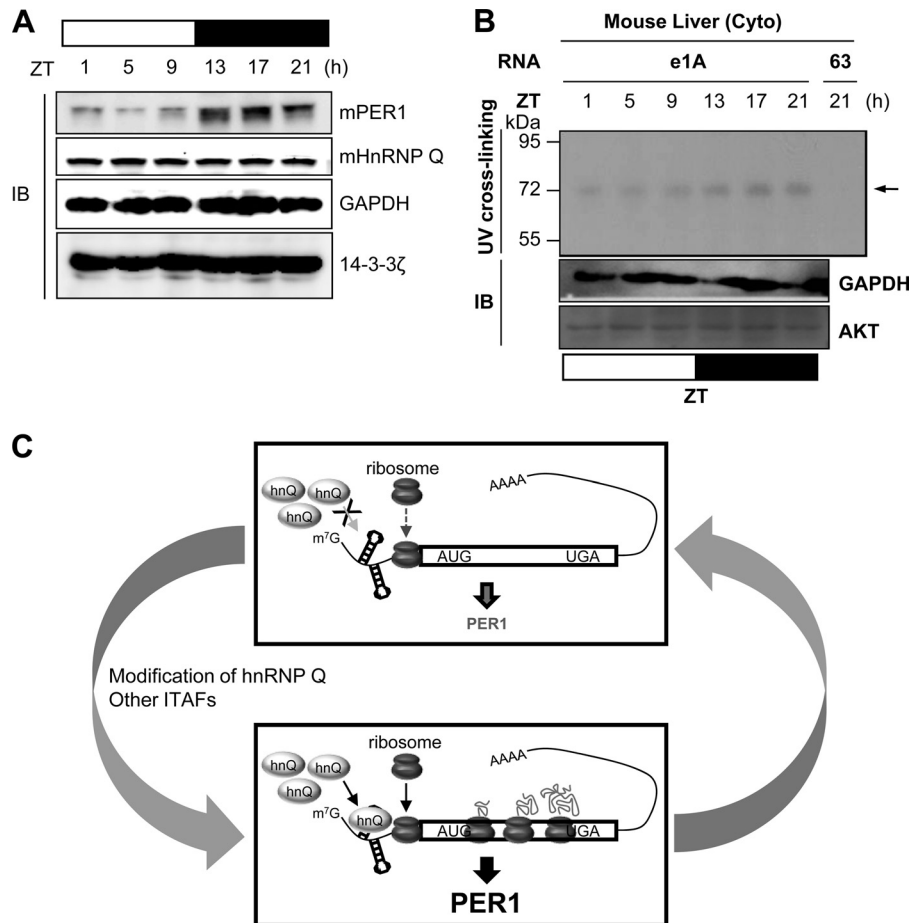 A
ZT 1 5 9 13 17 21 (h)
IB
mPER1
mHnRNP Q
GAPDH
14-3-3ζ
B
Mouse Liver (Cyto)
RNA e1A 63
ZT 1 5 9 13 17 21 21 (h)
kDa
95
72
55
UV cross-linking
IB
GAPDH
AKT
ZT
C
ribosome
AAAA
hnQ hnQ
hnQ
m⁷G
AUG UGA
PER1
Modification of hnRNP Q
Other ITAFs
ribosome
AAAA
hnQ hnQ
hnQ
m⁷G hnQ
AUG UGA
PER1